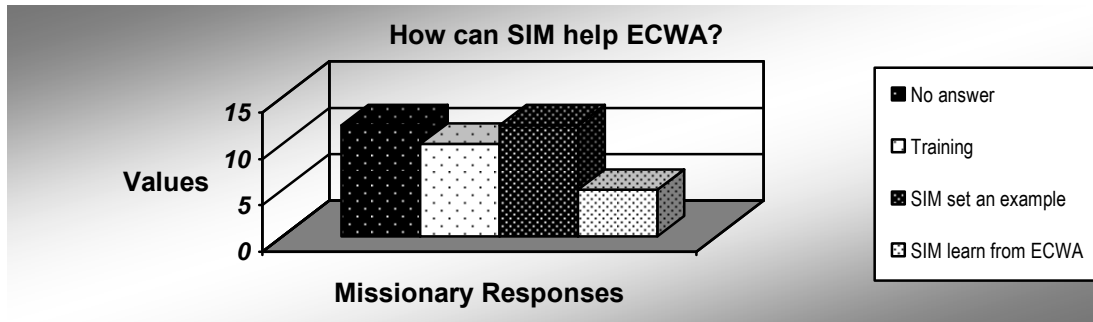 How can SIM help ECWA?
15
10
5
0
Values
Missionary Responses
No answer
Training
SIM set an example
SIM learn from ECWA